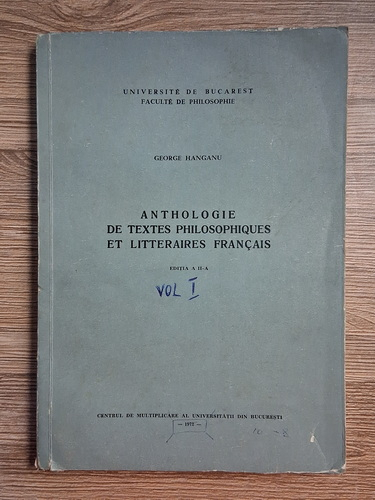 UNIVERSITÉ DE BUCAREST
FACULTÉ DE PHILOSOPHIE
GEORGE HANGANU
ANTHOLOGIE
DE TEXTES PHILOSOPHIQUES
ET LITTERAIRES FRANÇAIS
EDIȚIA A II-A
VOL I
CENTRUL DE MULTIPLICARE AL UNIVERSITĂȚII DIN BUCUREȘTI
— 1972 —